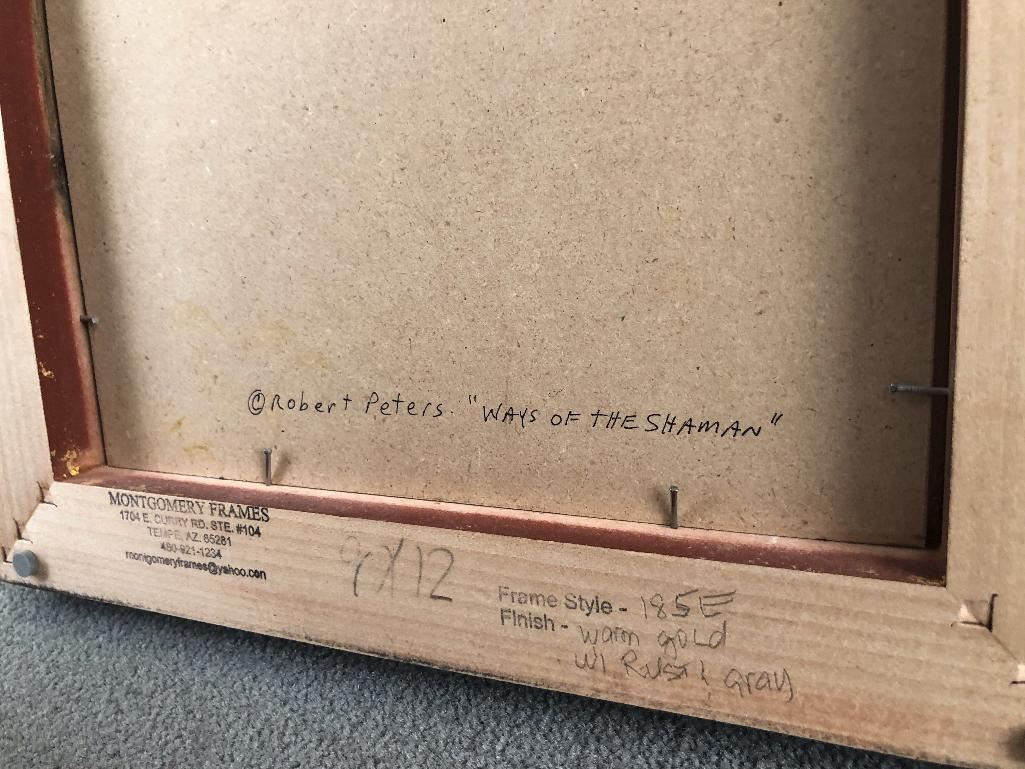 ©Robert Peters. "WAYS OF THE SHAMAN"
MONTGOMERY FRAMES
1704 E. CURRY RD. STE. #104
TEMPE, AZ. 85281
480-921-1234
montgomeryframes@yahoo.com
9X12
Frame Style - 185E
Finish - warm gold
w/ Rust & gray